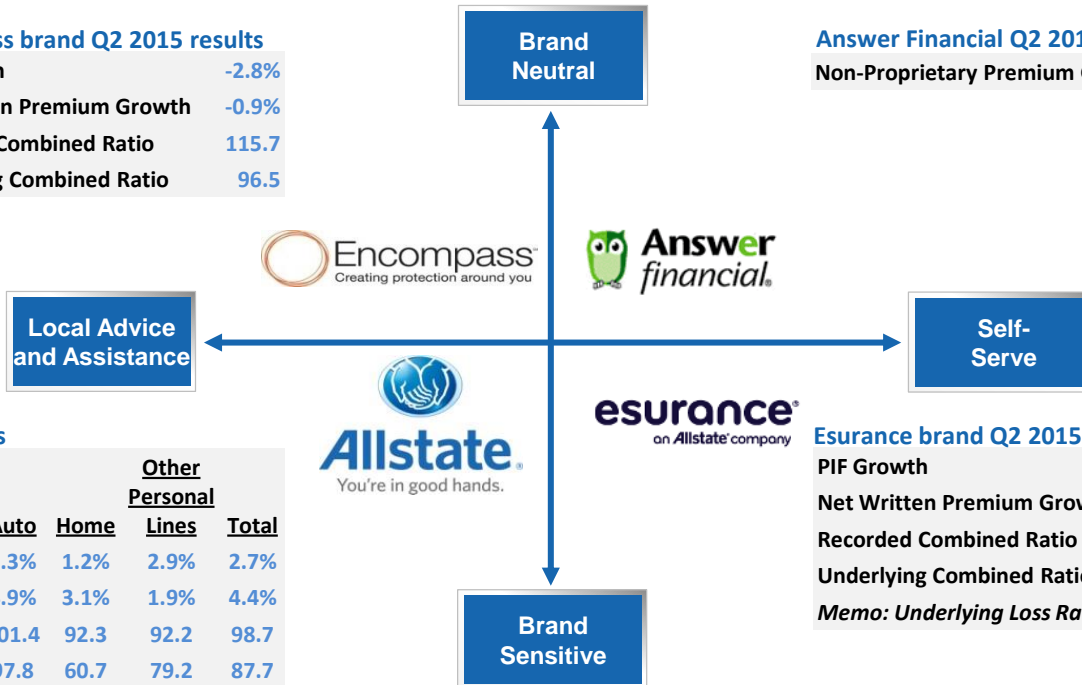 Brand
Neutral
brand Q2 2015 results
-2.8%
Premium Growth -0.9%
Combined Ratio 115.7
Combined Ratio 96.5
Answer Financial Q2
Non-Proprietary Premium
Encompass
Creating protection around you
Answer
financial®
Local Advice
and Assistance
Self-
Serve
Allstate®
You're in good hands.
esurance®
an Allstate® company
Other
Personal
Auto Home Lines Total
.3% 1.2% 2.9% 2.7%
.9% 3.1% 1.9% 4.4%
01.4 92.3 92.2 98.7
97.8 60.7 79.2 87.7
Esurance brand Q2 2015
PIF Growth
Net Written Premium
Recorded Combined Ratio
Underlying Combined
Memo: Underlying Loss
Brand
Sensitive